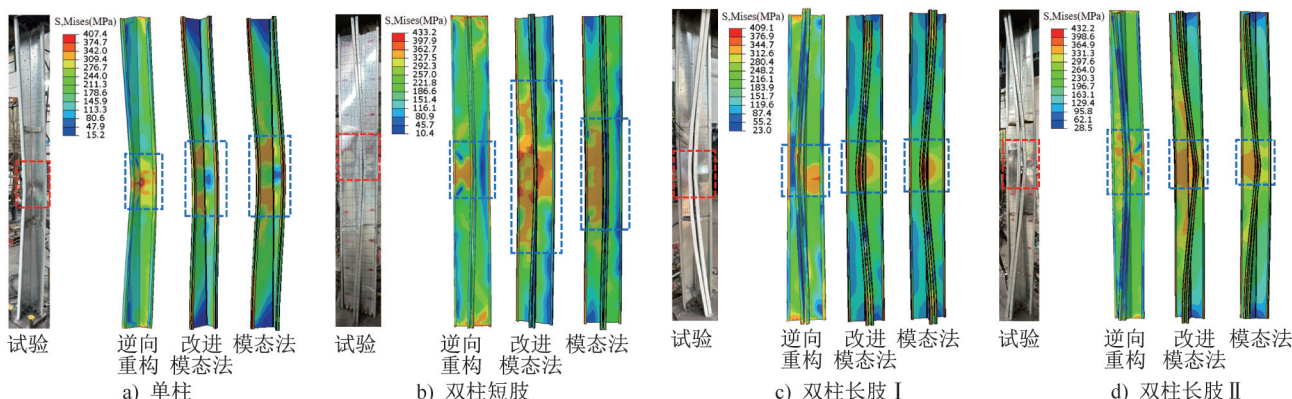 S,Mises(MPa)
407.4
374.7
342.0
309.4
276.7
244.0
211.3
178.6
145.9
113.3
80.6
47.9
15.2
试验
逆向
重构
改进
模态法
模态法
a) 单柱
S,Mises(MPa)
433.2
397.9
362.7
327.5
292.3
257.0
221.8
186.6
151.4
116.1
80.9
45.7
10.4
试验
逆向
重构
改进
模态法
模态法
b) 双柱短肢
S,Mises(MPa)
409.1
376.9
344.7
312.6
280.4
248.2
216.1
183.9
151.7
119.6
87.4
55.2
23.0
试验
逆向
重构
改进
模态法
模态法
c) 双柱长肢 I
S,Mises(MPa)
432.2
398.6
364.9
331.3
297.6
264.0
230.3
196.7
163.1
129.4
95.8
62.1
28.5
试验
逆向
重构
改进
模态法
模态法
d) 双柱长肢 II